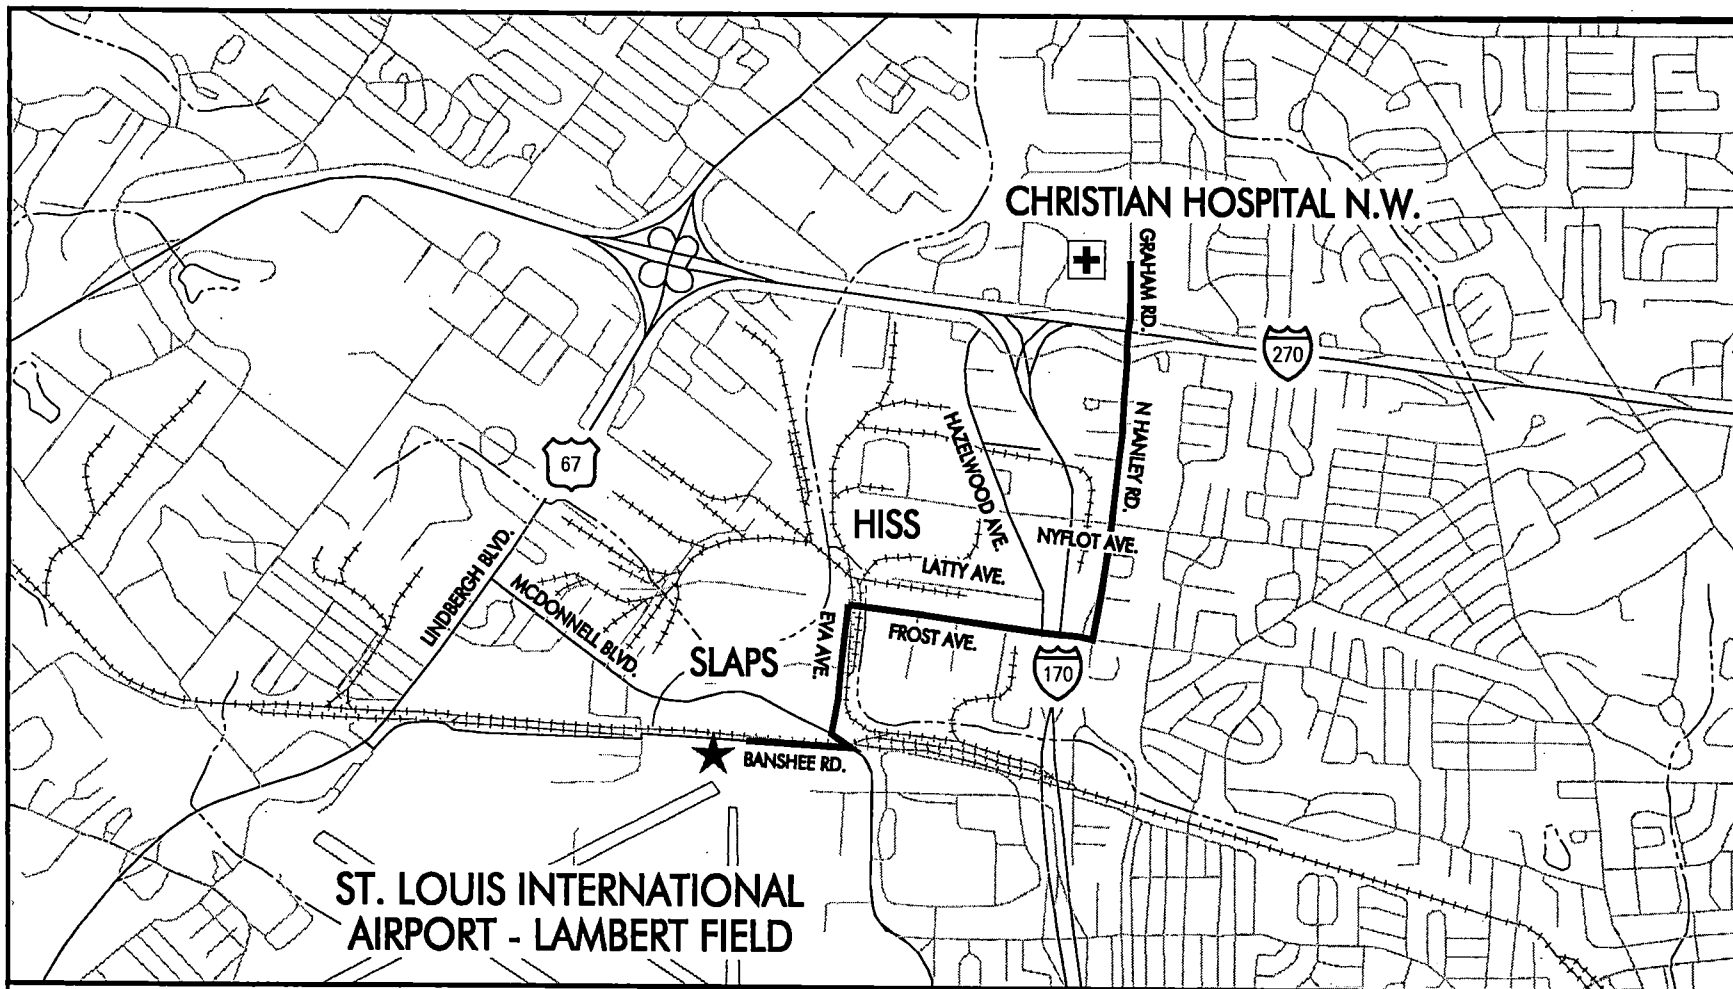 CHRISTIAN HOSPITAL N.W.
GRAHAM RD.
270
67
HAZELWOOD AVE.
N HANLEY RD.
HISS
NYFLOT AVE.
LINDBERGH BLVD.
LATTY AVE.
MCDONNELL BLVD.
EVA AVE.
FROST AVE.
SLAPS
170
BANSHEE RD.
ST. LOUIS INTERNATIONAL
AIRPORT - LAMBERT FIELD